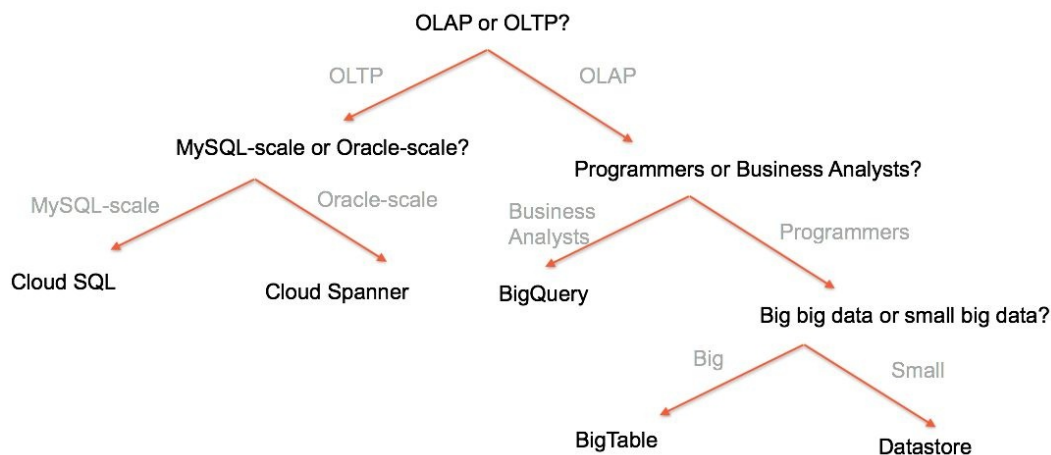 OLAP or OLTP?
OLTP
OLAP
MySQL-scale or Oracle-scale?
Programmers or Business Analysts?
MySQL-scale
Oracle-scale
Business
Analysts
Programmers
Cloud SQL
Cloud Spanner
BigQuery
Big big data or small big data?
Big
Small
BigTable
Datastore